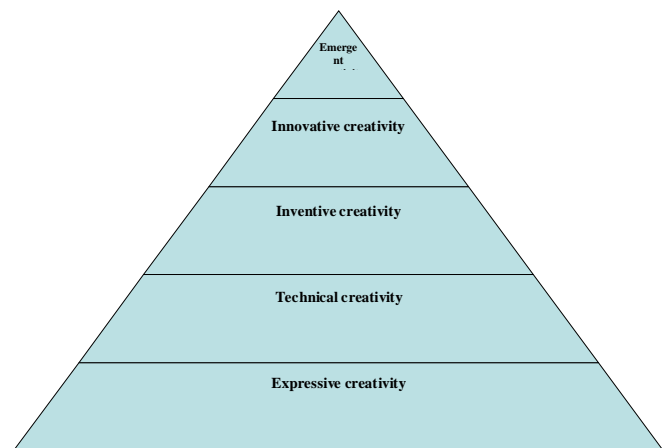 Emerge
nt
Innovative creativity
Inventive creativity
Technical creativity
Expressive creativity